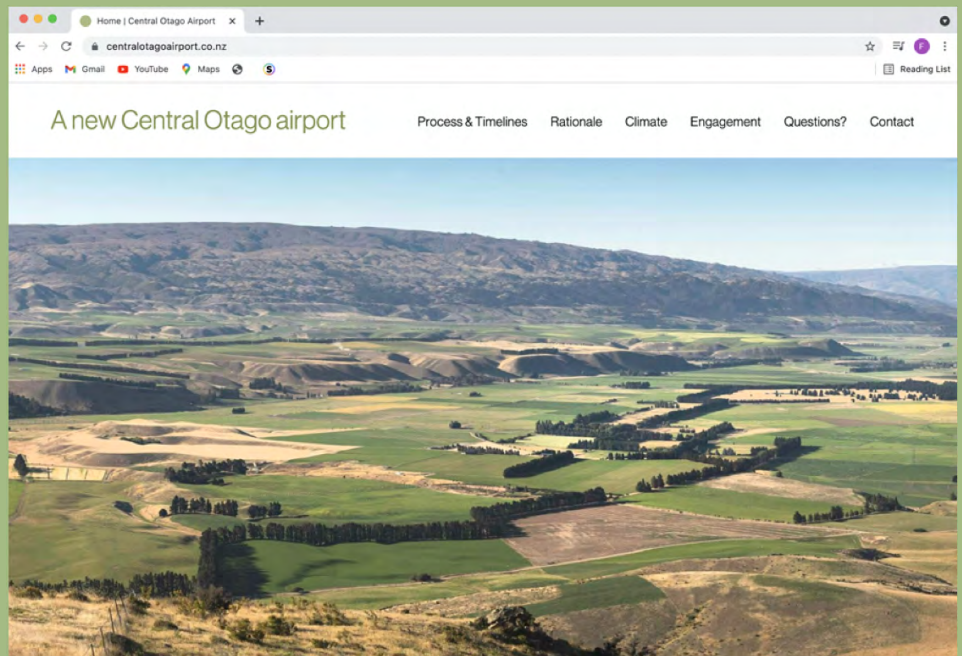 Home | Central Otago Airport
centralotagoairport.co.nz
Apps Gmail YouTube Maps S
Reading List
F
A new Central Otago airport
Process & Timelines Rationale Climate Engagement Questions? Contact